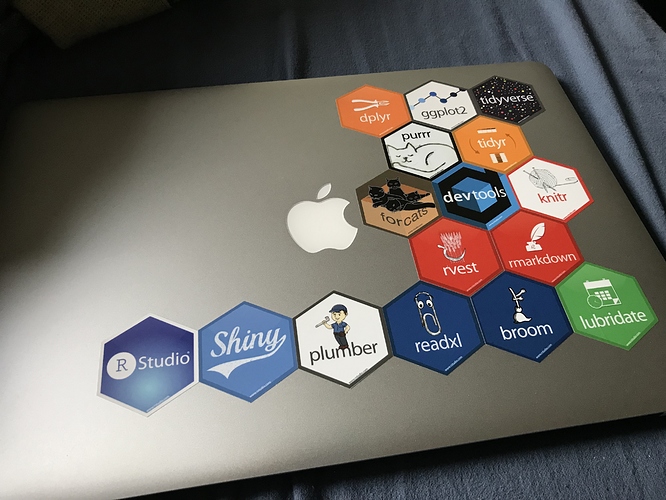 dplyr
ggplot2
tidyverse
purrr
tidyr
forcats
devtools
knitr
rvest
rmarkdown
R Studio
Shiny
plumber
readxl
broom
lubridate